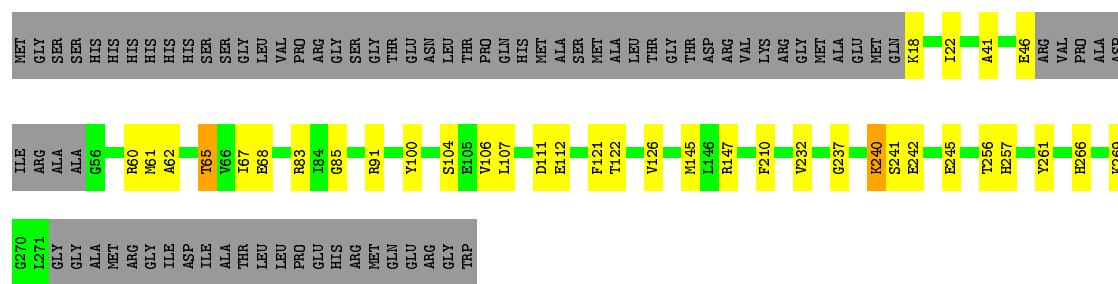 MET GLY SER SER HIS HIS HIS HIS HIS HIS SER SER GLY LEU VAL PRO ARG GLY SER GLY THR GLU ASN LEU THR PRO GLN HIS MET ALA SER MET ALA LEU THR GLY THR ASP ARG VAL LYS ARG GLY MET ALA GLU MET GLN K18 I22 A41 E46 ARG VAL PRO ALA ASP
ILE ARG ALA ALA G56 R60 M61 A62 T65 V66 I67 E68 R83 I84 G85 R91 Y100 S104 E105 V106 L107 D111 E112 F121 T122 V126 M145 L146 R147 F210 V232 G237 K240 S241 E242 E245 T256 H257 Y261 H266 K269
G270 L271 GLY GLY ALA MET ARG GLY ILE ASP ILE ALA THR LEU LEU PRO GLU HIS ARG MET GLN GLU ARG GLY TRP